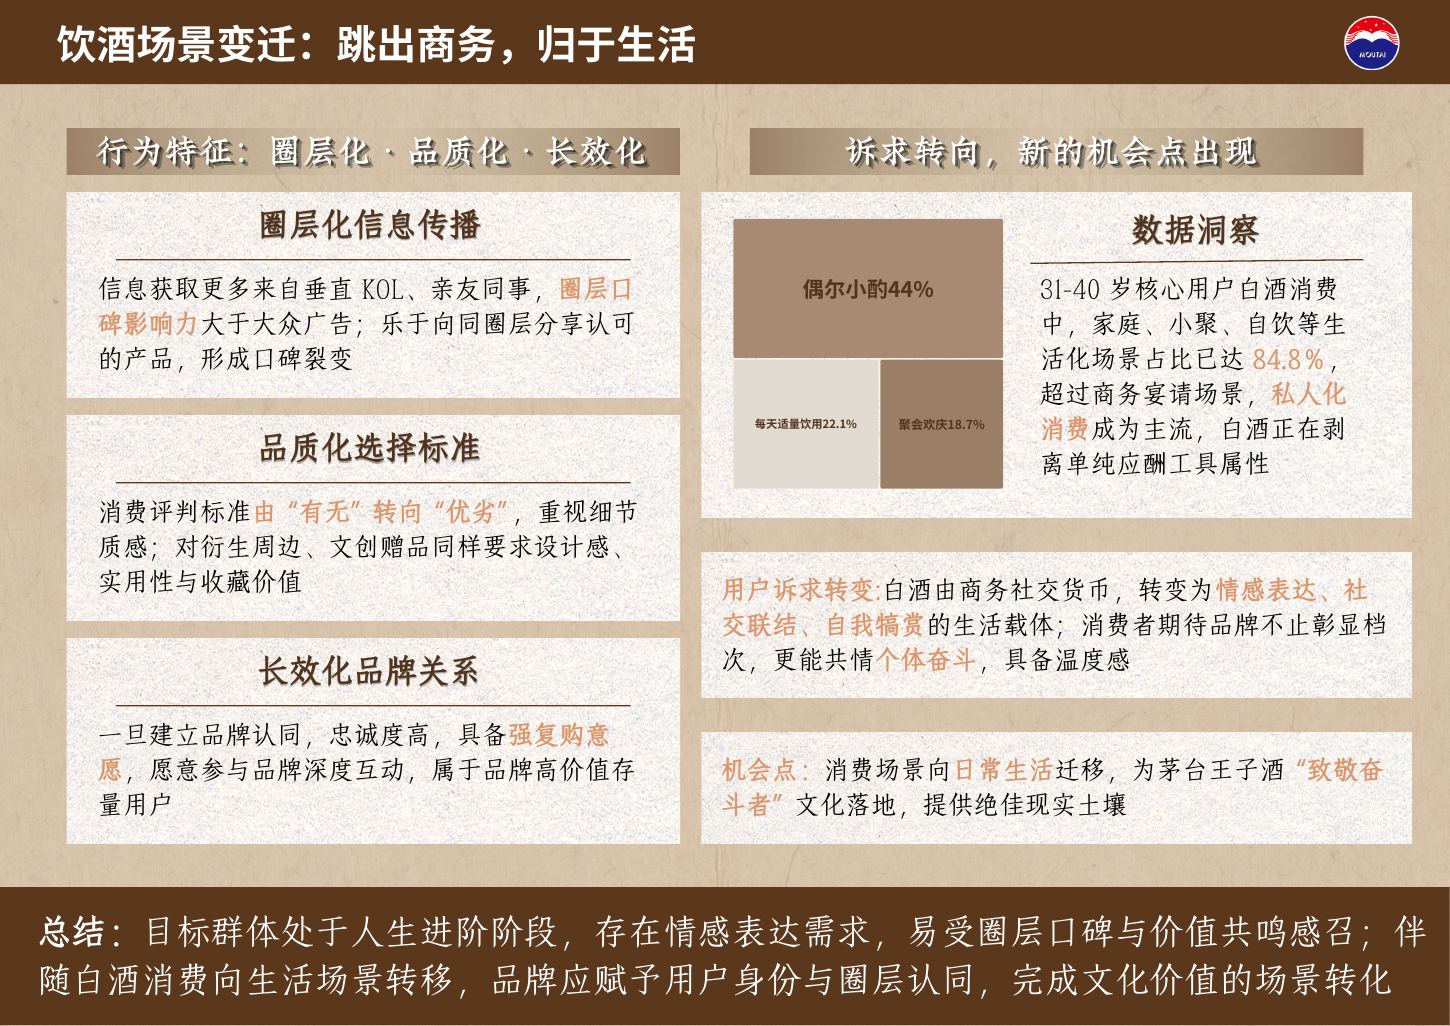 饮酒场景变迁：跳出商务，归于生活
MOUTAI
行为特征：圈层化·品质化·长效化
圈层化信息传播
信息获取更多来自垂直 KOL、亲友同事，圈层口
碑影响力大于大众广告；乐于向同圈层分享认可
的产品，形成口碑裂变
品质化选择标准
消费评判标准由“有无”转向“优劣”，重视细节
质感；对衍生周边、文创赠品同样要求设计感、
实用性与收藏价值
长效化品牌关系
一旦建立品牌认同，忠诚度高，具备强复购意
愿，愿意参与品牌深度互动，属于品牌高价值存
量用户
诉求转向，新的机会点出现
偶尔小酌44%
每天适量饮用22.1%
聚会欢庆18.7%
数据洞察
31-40 岁核心用户白酒消费
中，家庭、小聚、自饮等生
活化场景占比已达 84.8%，
超过商务宴请场景，私人化
消费成为主流，白酒正在剥
离单纯应酬工具属性
用户诉求转变:白酒由商务社交货币，转变为情感表达、社
交联结、自我犒赏的生活载体；消费者期待品牌不止彰显档
次，更能共情个体奋斗，具备温度感
机会点：消费场景向日常生活迁移，为茅台王子酒“致敬奋
斗者”文化落地，提供绝佳现实土壤
总结：目标群体处于人生进阶阶段，存在情感表达需求，易受圈层口碑与价值共鸣感召；伴
随白酒消费向生活场景转移，品牌应赋予用户身份与圈层认同，完成文化价值的场景转化